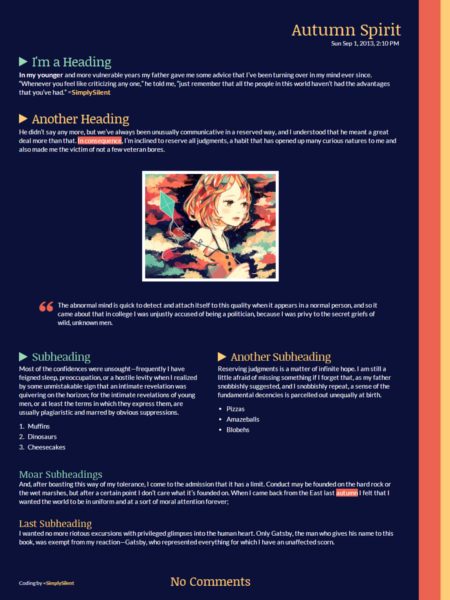 Autumn Spirit
Sun Sep 1, 2013, 2:10 PM
I'm a Heading
In my younger and more vulnerable years my father gave me some advice that I've been turning over in my mind ever since.
"Whenever you feel like criticizing any one," he told me, "just remember that all the people in this world haven't had the advantages
that you've had." =SimplySilent
Another Heading
He didn't say any more, but we've always been unusually communicative in a reserved way, and I understood that he meant a great
deal more than that. In consequence, I'm inclined to reserve all judgments, a habit that has opened up many curious natures to me and
also made me the victim of not a few veteran bores.
The abnormal mind is quick to detect and attach itself to this quality when it appears in a normal person, and so it
came about that in college I was unjustly accused of being a politician, because I was privy to the secret griefs of
wild, unknown men.
Subheading
Most of the confidences were unsought—frequently I have
feigned sleep, preoccupation, or a hostile levity when I realized
by some unmistakable sign that an intimate revelation was
quivering on the horizon; for the intimate revelations of young
men, or at least the terms in which they express them, are
usually plagiaristic and marred by obvious suppressions.
1. Muffins
2. Dinosaurs
3. Cheesecakes
Another Subheading
Reserving judgments is a matter of infinite hope. I am still a
little afraid of missing something if I forget that, as my father
snobbishly suggested, and I snobbishly repeat, a sense of the
fundamental decencies is parcelled out unequally at birth.
• Pizzas
• Amazeballs
• Blobehs
Moar Subheadings
And, after boasting this way of my tolerance, I come to the admission that it has a limit. Conduct may be founded on the hard rock or
the wet marshes, but after a certain point I don't care what it's founded on. When I came back from the East last autumn I felt that I
wanted the world to be in uniform and at a sort of moral attention forever;
Last Subheading
I wanted no more riotous excursions with privileged glimpses into the human heart. Only Gatsby, the man who gives his name to this
book, was exempt from my reaction—Gatsby, who represented everything for which I have an unaffected scorn.
Coding by =SimplySilent
No Comments